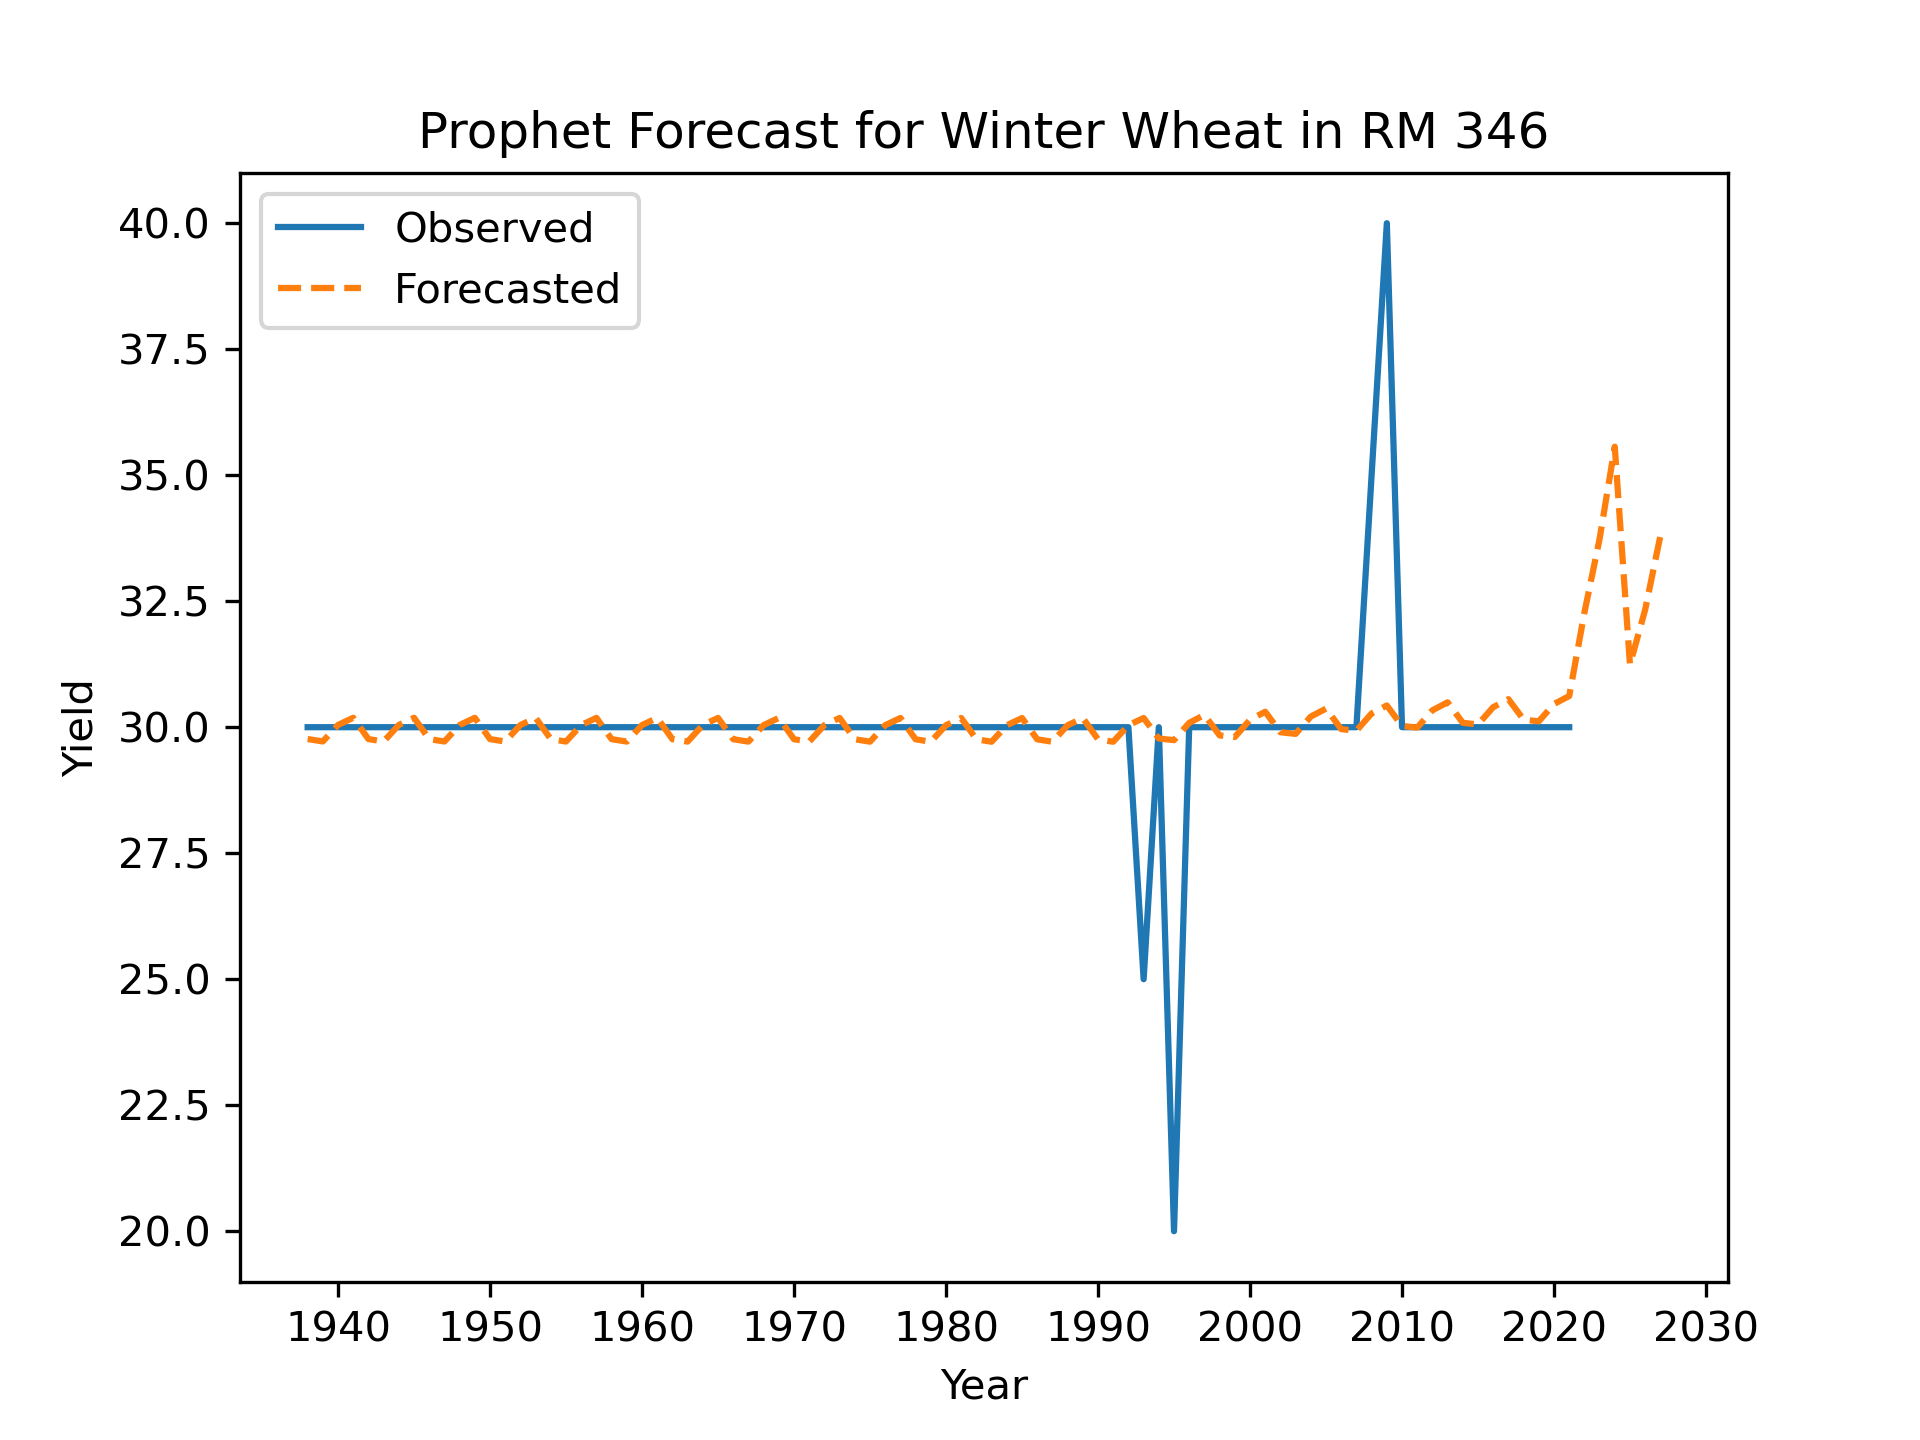 Prophet Forecast for Winter Wheat in RM 346
Observed
Forecasted
40.0
37.5
35.0
32.5
30.0
27.5
25.0
22.5
20.0
Yield
1940 1950 1960 1970 1980 1990 2000 2010 2020 2030
Year